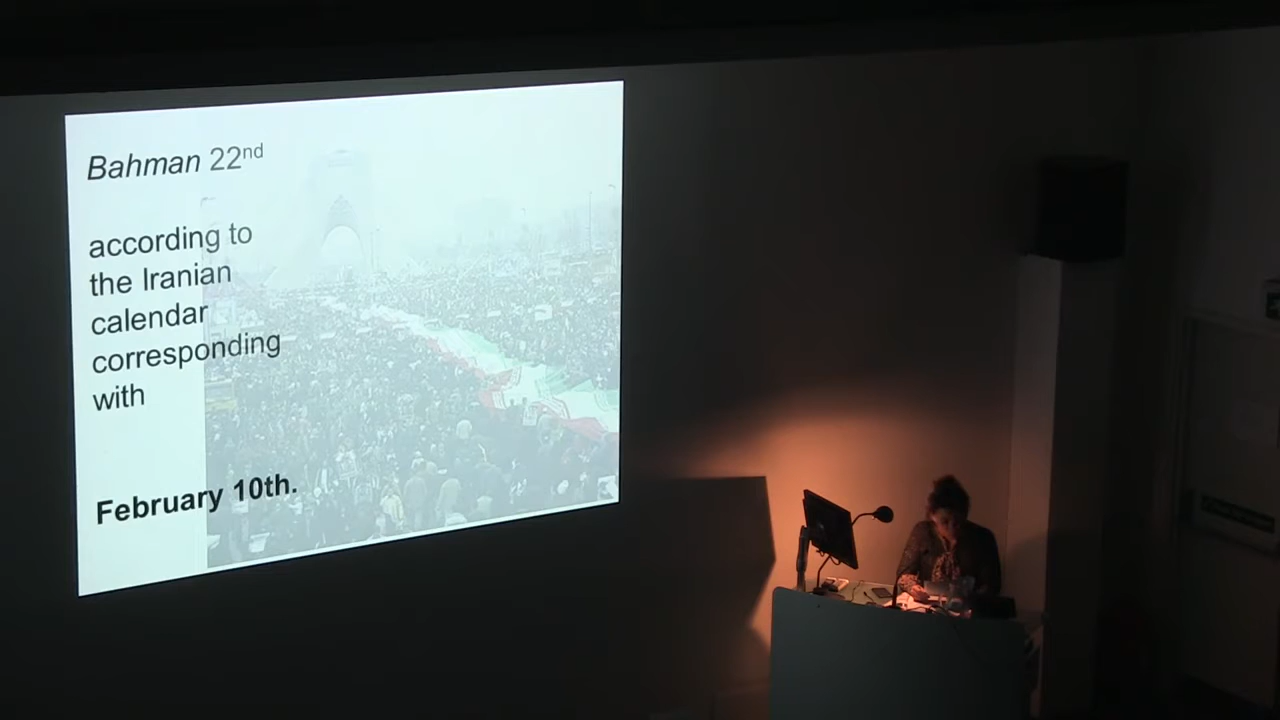 Bahman 22nd
according to
the Iranian
calendar
corresponding
with
February 10th.